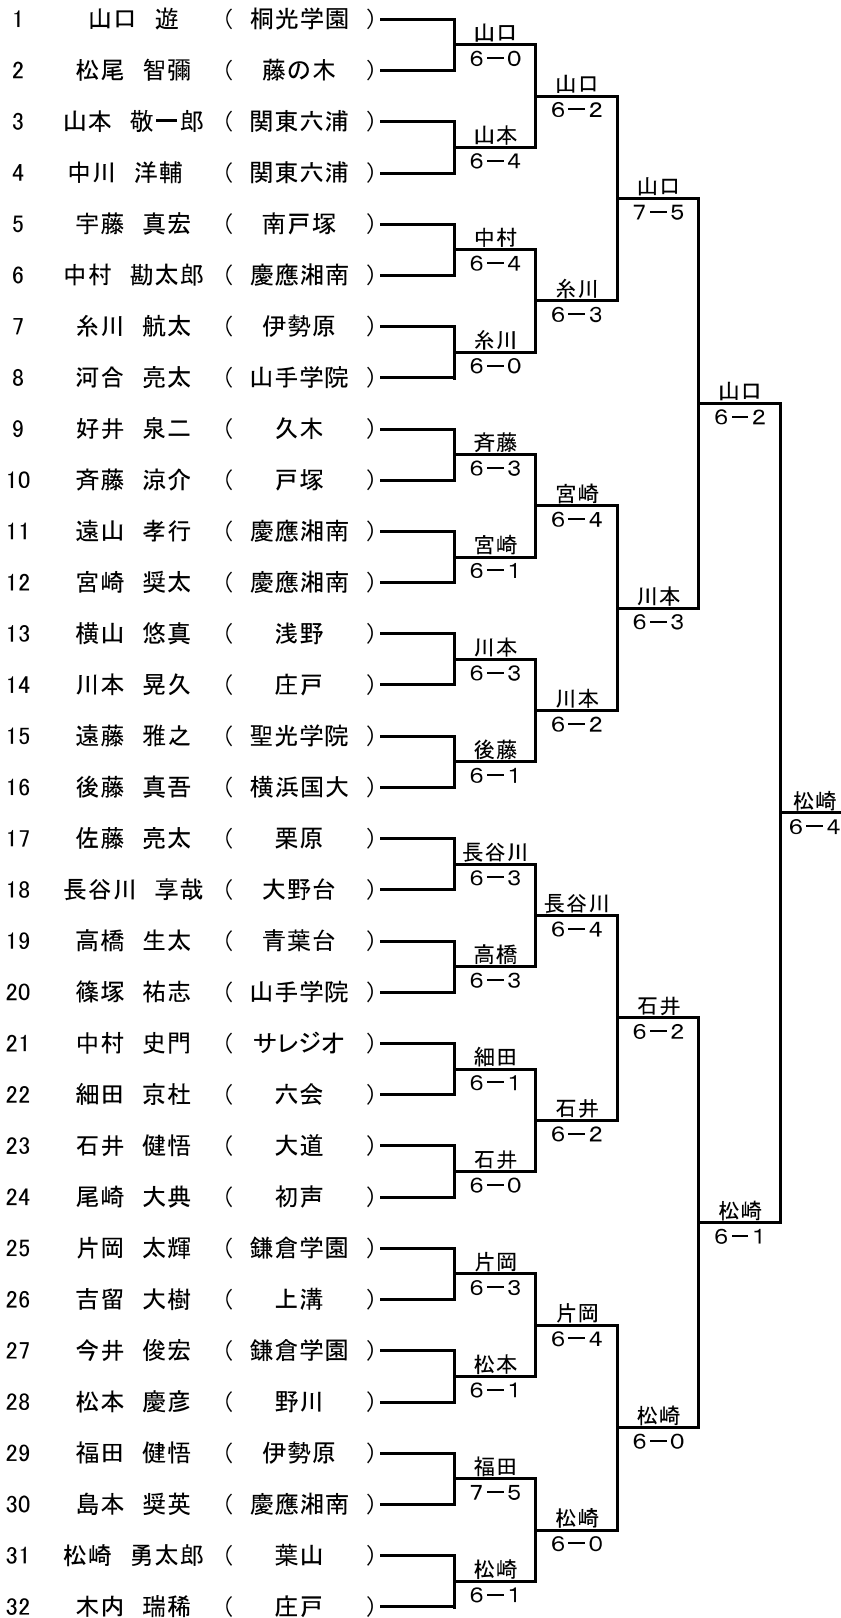 1 山口 遊 ( 桐光学園 )
山口
6－0
2 松尾 智彌 ( 藤の木 )
山口
6－2
3 山本 敬一郎 ( 関東六浦 )
山本
6－4
4 中川 洋輔 ( 関東六浦 )
山口
7－5
5 宇藤 真宏 ( 南戸塚 )
中村
6－4
6 中村 勘太郎 ( 慶應湘南 )
糸川
6－3
7 糸川 航太 ( 伊勢原 )
糸川
6－0
8 河合 亮太 ( 山手学院 )
山口
6－2
9 好井 泉二 ( 久木 )
斉藤
6－3
10 斉藤 涼介 ( 戸塚 )
宮崎
6－4
11 遠山 孝行 ( 慶應湘南 )
宮崎
6－1
12 宮崎 奨太 ( 慶應湘南 )
川本
6－3
13 横山 悠真 ( 浅野 )
川本
6－3
14 川本 晃久 ( 庄戸 )
川本
6－2
15 遠藤 雅之 ( 聖光学院 )
後藤
6－1
16 後藤 真吾 ( 横浜国大 )
松崎
6－4
17 佐藤 亮太 ( 栗原 )
長谷川
6－3
18 長谷川 享哉 ( 大野台 )
長谷川
6－4
19 高橋 生太 ( 青葉台 )
高橋
6－3
20 篠塚 祐志 ( 山手学院 )
石井
6－2
21 中村 史門 ( サレジオ )
細田
6－1
22 細田 京杜 ( 六会 )
石井
6－2
23 石井 健悟 ( 大道 )
石井
6－0
24 尾崎 大典 ( 初声 )
松崎
6－1
25 片岡 太輝 ( 鎌倉学園 )
片岡
6－3
26 吉留 大樹 ( 上溝 )
片岡
6－4
27 今井 俊宏 ( 鎌倉学園 )
松本
6－1
28 松本 慶彦 ( 野川 )
松崎
6－0
29 福田 健悟 ( 伊勢原 )
福田
7－5
30 島本 奨英 ( 慶應湘南 )
松崎
6－0
31 松崎 勇太郎 ( 葉山 )
松崎
6－1
32 木内 瑞稀 ( 庄戸 )